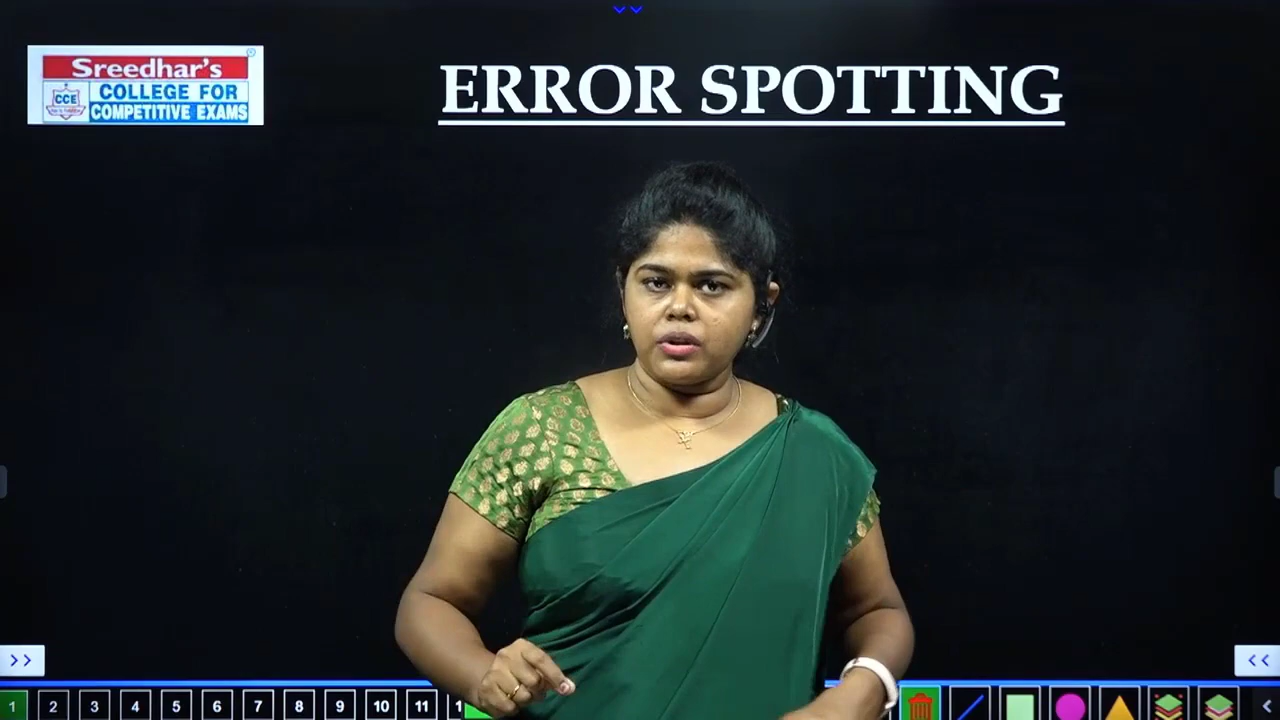 Sreedhar's
CCE
COLLEGE FOR
COMPETITIVE EXAMS
ERROR SPOTTING
>>
<<
1 2 3 4 5 6 7 8 9 10 11 1
<